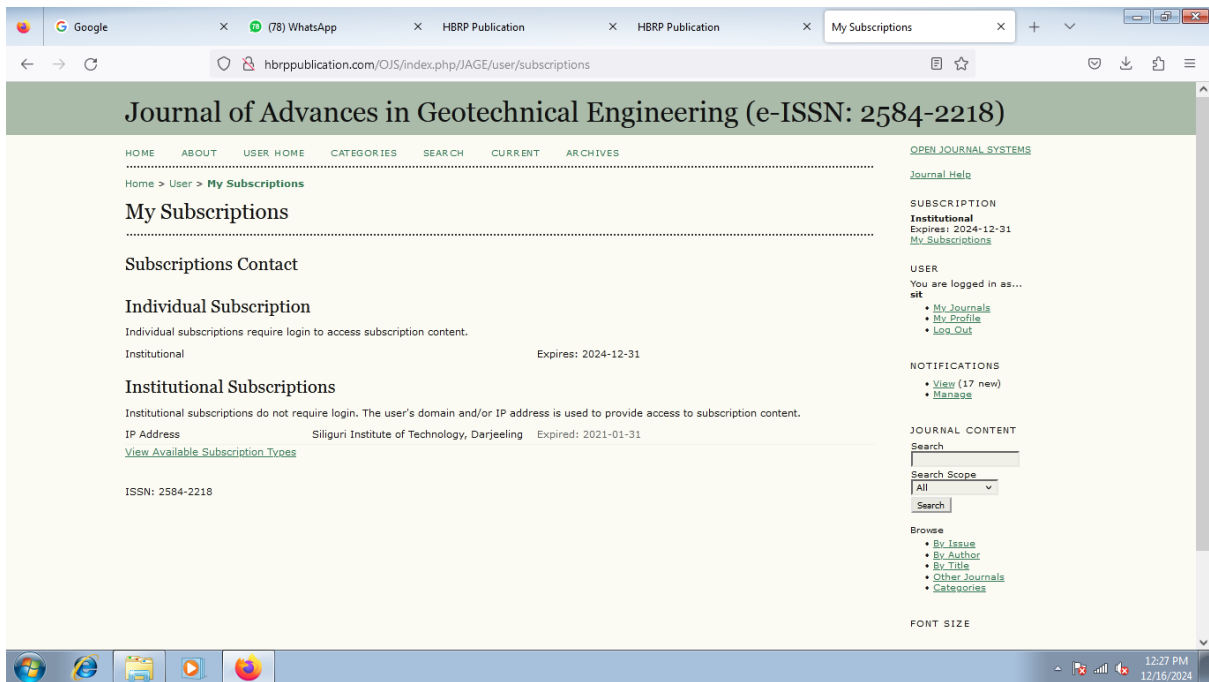 Google
(78) WhatsApp
HBRP Publication
HBRP Publication
My Subscriptions
hbrppublication.com/OJS/index.php/JAGE/user/subscriptions
Journal of Advances in Geotechnical Engineering (e-ISSN: 2584-2218)
HOME ABOUT USER HOME CATEGORIES SEARCH CURRENT ARCHIVES
Home > User > My Subscriptions
My Subscriptions
Subscriptions Contact
Individual Subscription
Individual subscriptions require login to access subscription content.
Institutional Expires: 2024-12-31
Institutional Subscriptions
Institutional subscriptions do not require login. The user's domain and/or IP address is used to provide access to subscription content.
IP Address Siliguri Institute of Technology, Darjeeling Expired: 2021-01-31
View Available Subscription Types
ISSN: 2584-2218
OPEN JOURNAL SYSTEMS
Journal Help
SUBSCRIPTION
Institutional
Expires: 2024-12-31
My Subscriptions
USER
You are logged in as...
sit
My Journals
My Profile
Log Out
NOTIFICATIONS
View (17 new)
Manage
JOURNAL CONTENT
Search
Search Scope
All
Search
Browse
By Issue
By Author
By Title
Other Journals
Categories
FONT SIZE
12:27 PM
12/16/2024